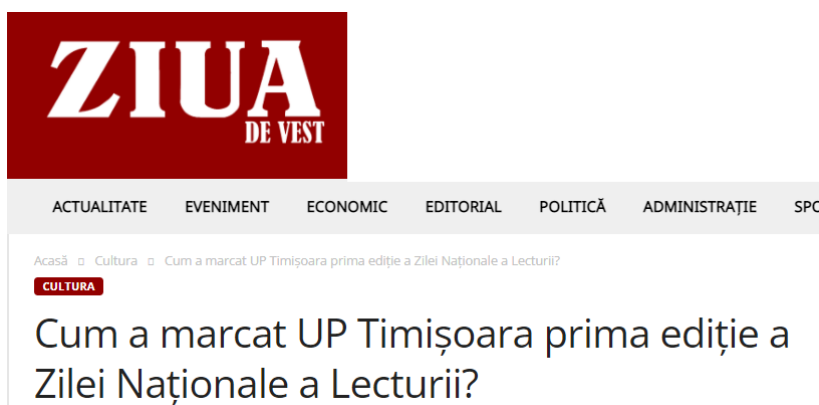 ZIUA
DE VEST
ACTUALITATE EVENIMENT ECONOMIC EDITORIAL POLITICĂ ADMINISTRAȚIE
Acasă Cultura Cum a marcat UP Timișoara prima ediție a Zilei Naționale a Lecturii?
CULTURA
Cum a marcat UP Timișoara prima ediție a
Zilei Naționale a Lecturii?